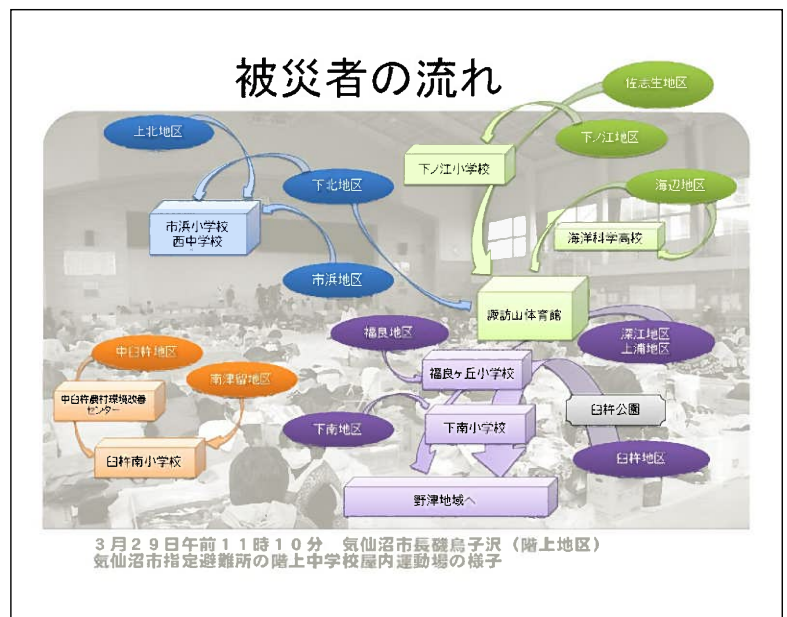 被災者の流れ
佐志生地区
上北地区
下ノ江地区
下ノ江小学校
下北地区
海辺地区
市浜小学校
西中学校
海洋科学高校
市浜地区
諏訪山体育館
福良地区
深江地区
上浦地区
中臼杵地区
南津留地区
福良ヶ丘小学校
中臼杵農村環境改善
センター
臼杵公園
下南地区
下南小学校
臼杵南小学校
臼杵地区
野津地域へ
3月29日午前11時10分 気仙沼市長磯鳥子沢(階上地区)
気仙沼市指定避難所の階上中学校屋内運動場の様子